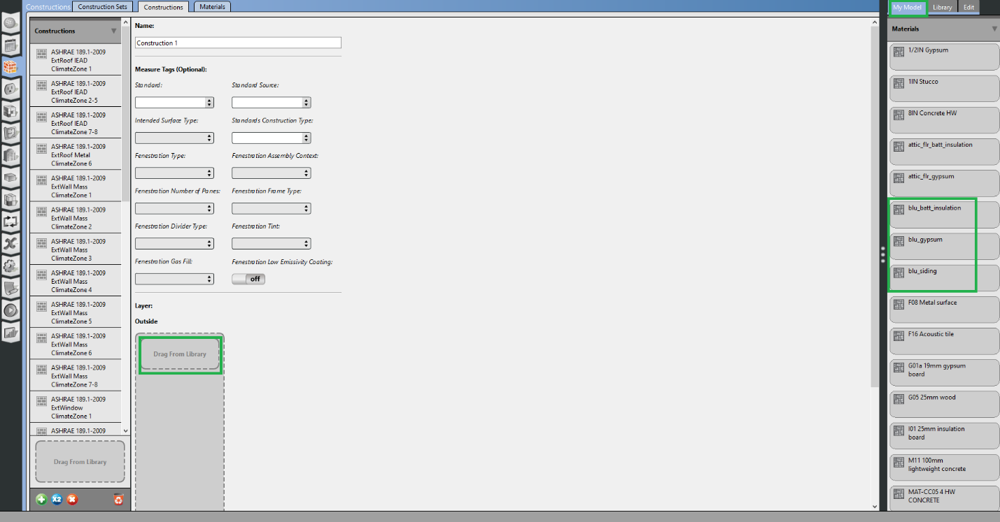 Constructions
Construction Sets
Constructions
Materials
My Model
Library
Edit
Constructions
ASHRAE 189.1-2009
ExtRoof IEAD
ClimateZone 1
ASHRAE 189.1-2009
ExtRoof IEAD
ClimateZone 2-5
ASHRAE 189.1-2009
ExtRoof IEAD
ClimateZone 7-8
ASHRAE 189.1-2009
ExtRoof Metal
ClimateZone 6
ASHRAE 189.1-2009
ExtWall Mass
ClimateZone 1
ASHRAE 189.1-2009
ExtWall Mass
ClimateZone 2
ASHRAE 189.1-2009
ExtWall Mass
ClimateZone 3
ASHRAE 189.1-2009
ExtWall Mass
ClimateZone 4
ASHRAE 189.1-2009
ExtWall Mass
ClimateZone 5
ASHRAE 189.1-2009
ExtWall Mass
ClimateZone 6
ASHRAE 189.1-2009
ExtWall Mass
ClimateZone 7-8
ASHRAE 189.1-2009
ExtWindow
ClimateZone 1
ASHRAE 189.1-2009
Drag From Library
X2
Name:
Construction 1
Measure Tags (Optional):
Standard:
Standard Source:
Intended Surface Type:
Standards Construction Type:
Fenestration Type:
Fenestration Assembly Context:
Fenestration Number of Panes:
Fenestration Frame Type:
Fenestration Divider Type:
Fenestration Tint:
Fenestration Gas Fill:
Fenestration Low Emissivity Coating:
off
Layer:
Outside
Drag From Library
Materials
1/2IN Gypsum
1IN Stucco
8IN Concrete HW
attic_flr_batt_insulation
attic_flr_gypsum
blu_batt_insulation
blu_gypsum
blu_siding
F08 Metal surface
F16 Acoustic tile
G01a 19mm gypsum
board
G05 25mm wood
I01 25mm insulation
board
M11 100mm
lightweight concrete
MAT-CC05 4 HW
CONCRETE